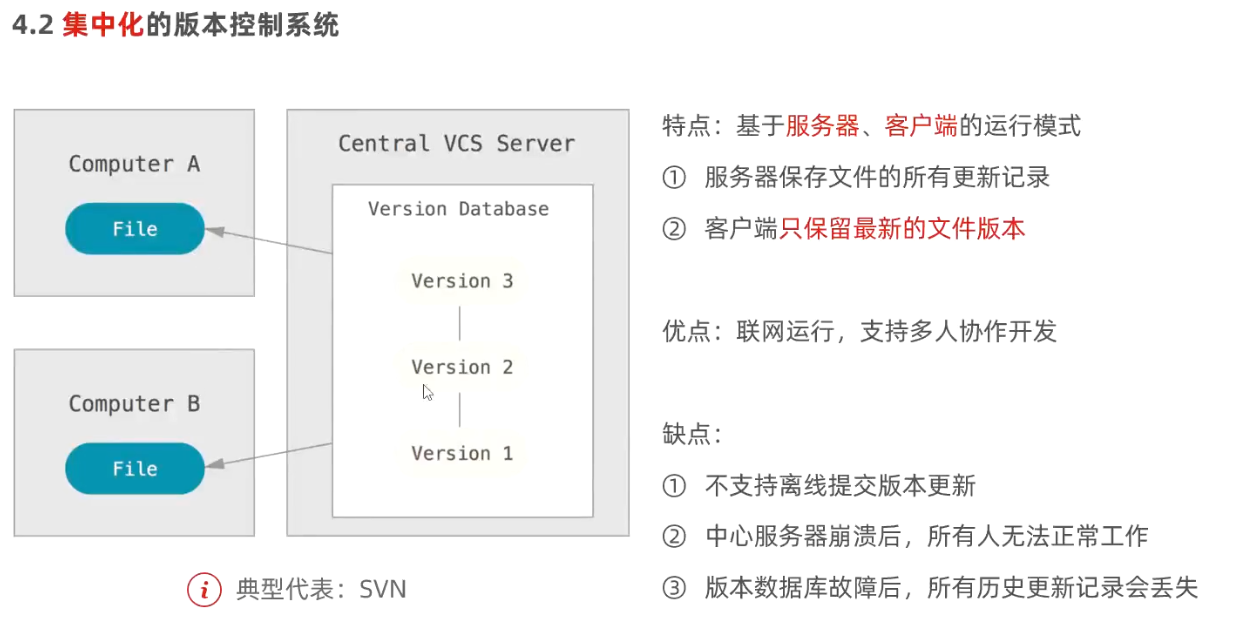 4.2 集中化的版本控制系统
Computer A
File
Computer B
File
Central VCS Server
Version Database
Version 3
Version 2
Version 1
i 典型代表：SVN
特点：基于服务器、客户端的运行模式
① 服务器保存文件的所有更新记录
② 客户端只保留最新的文件版本
优点：联网运行，支持多人协作开发
缺点：
① 不支持离线提交版本更新
② 中心服务器崩溃后，所有人无法正常工作
③ 版本数据库故障后，所有历史更新记录会丢失